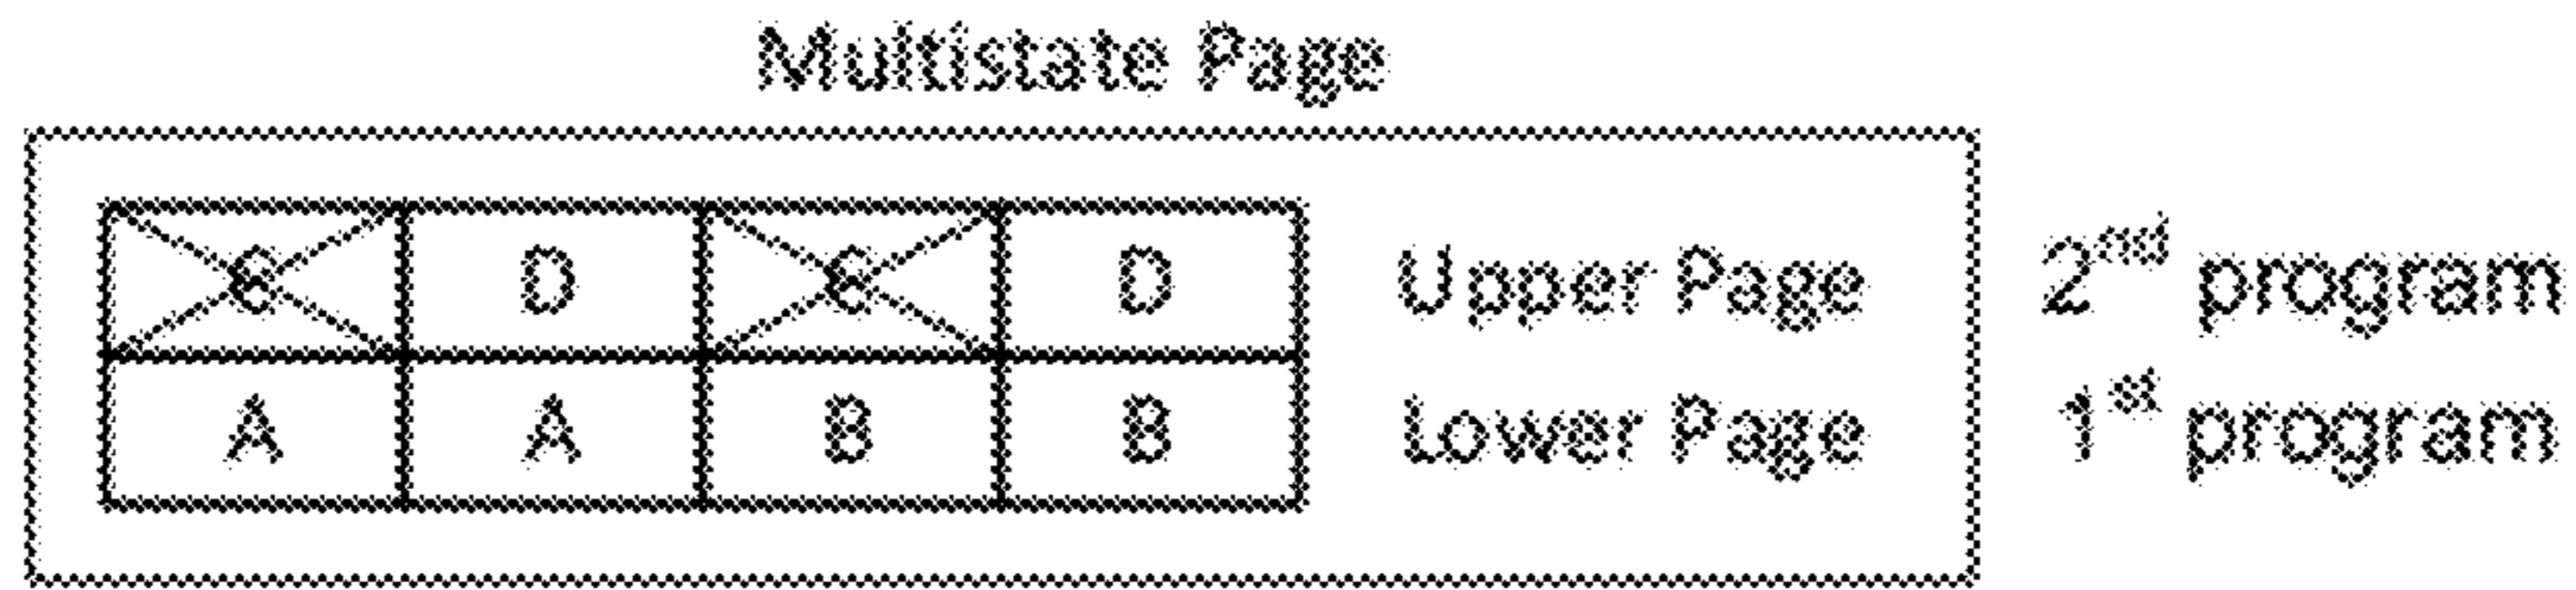 Multistate Page
C D C D Upper Page 2nd program
A A B B Lower Page 1st program